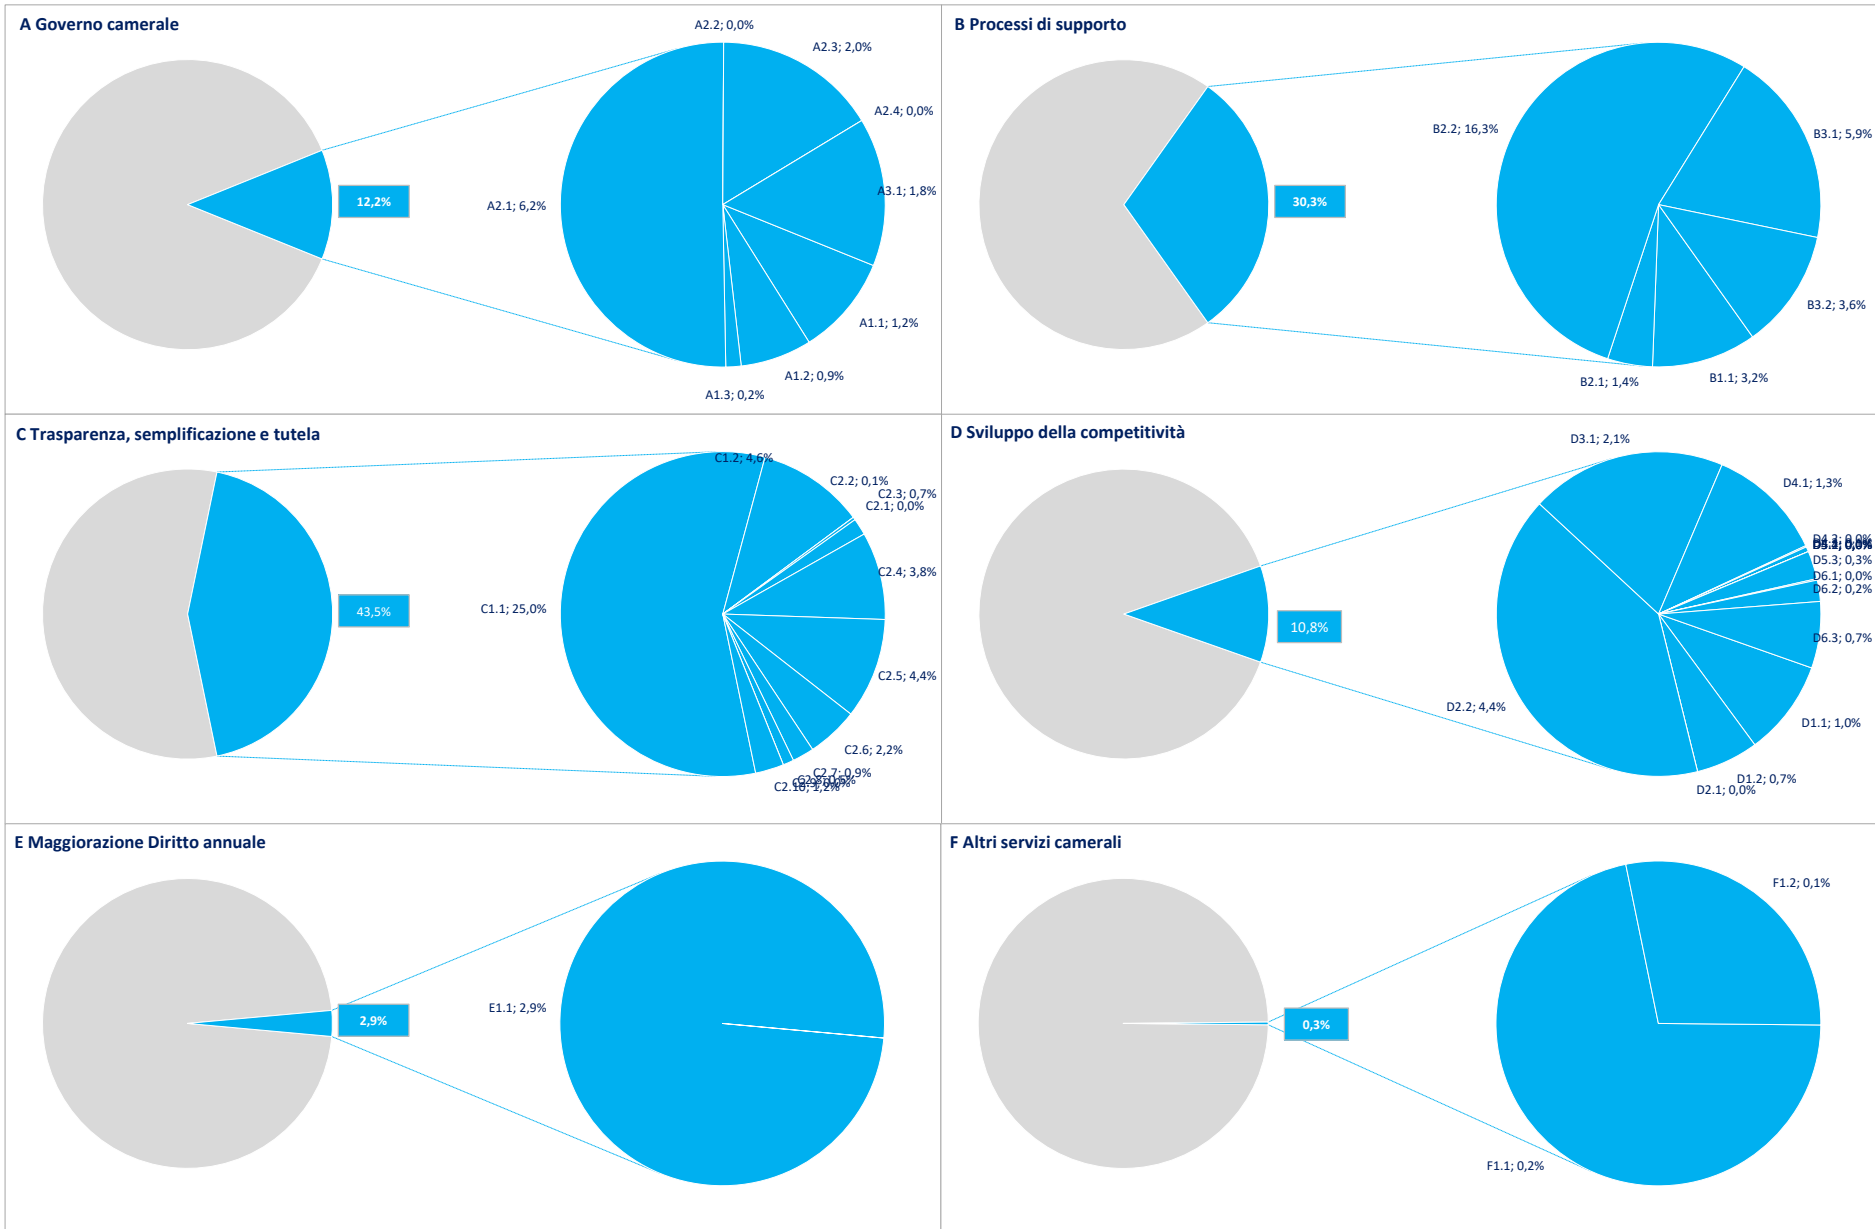 A Governo camerale
A2.2; 0,0%
A2.3; 2,0%
A2.4; 0,0%
A3.1; 1,8%
12,2%
A2.1; 6,2%
A1.1; 1,2%
A1.2; 0,9%
A1.3; 0,2%
B Processi di supporto
B2.2; 16,3%
B3.1; 5,9%
30,3%
B3.2; 3,6%
B1.1; 3,2%
B2.1; 1,4%
C Trasparenza, semplificazione e tutela
C1.2; 4,6%
C2.2; 0,1%
C2.3; 0,7%
C2.1; 0,0%
C2.4; 3,8%
43,5%
C1.1; 25,0%
C2.5; 4,4%
C2.6; 2,2%
C2.7; 0,9%
C2.10; 1,2%
D Sviluppo della competitività
D3.1; 2,1%
D4.1; 1,3%
D5.3; 0,3%
D6.1; 0,0%
D6.2; 0,2%
10,8%
D6.3; 0,7%
D2.2; 4,4%
D1.1; 1,0%
D1.2; 0,7%
D2.1; 0,0%
E Maggiorazione Diritto annuale
2,9%
E1.1; 2,9%
F Altri servizi camerali
F1.2; 0,1%
0,3%
F1.1; 0,2%